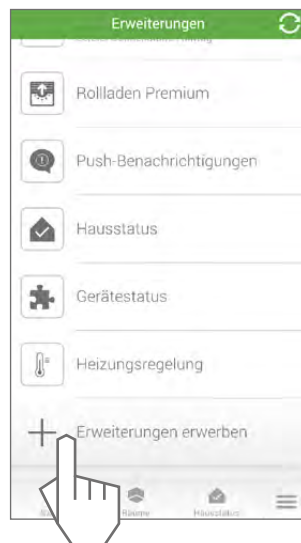 Erweiterungen
Rollladen Premium
Push-Benachrichtigungen
Hausstatus
Gerätestatus
Heizungsregelung
Erweiterungen erwerben
Räume
Hausstatus